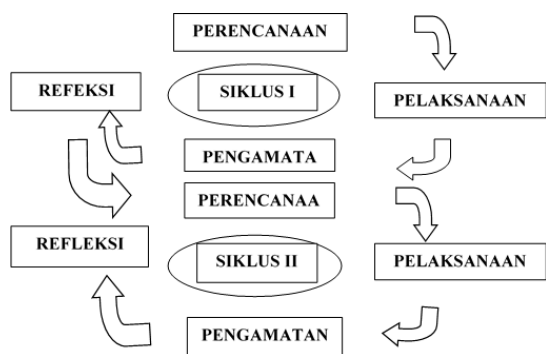 PERENCANAAN
REFEKSI
SIKLUS I
PELAKSANAAN
PENGAMATA
PERENCANAA
REFLEKSI
SIKLUS II
PELAKSANAAN
PENGAMATAN